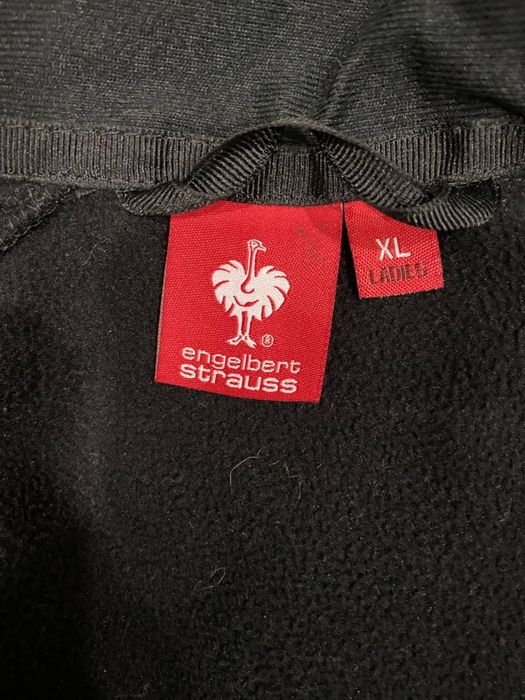 engelbert
strauss
®
XL
LADIES